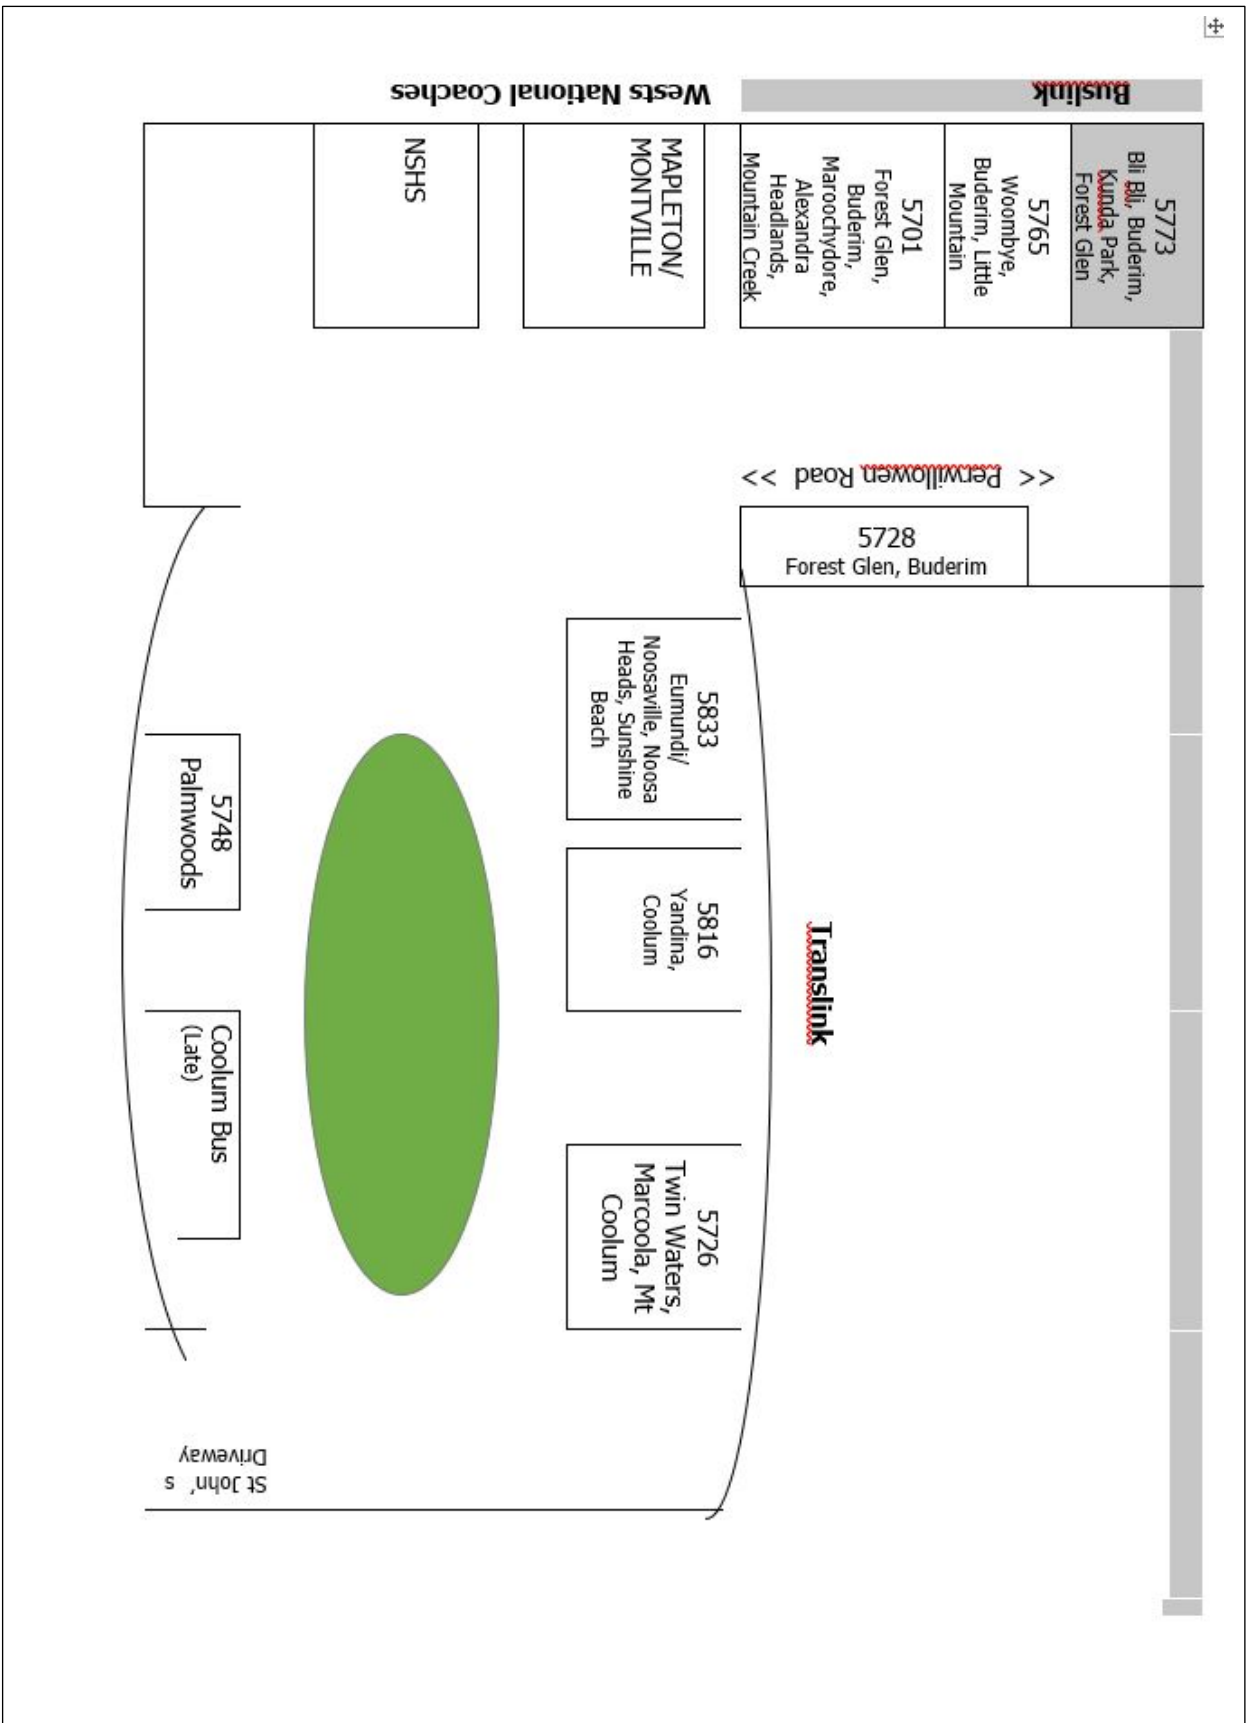 Buslink
Wests National Coaches
5773
Bli Bli, Buderim,
Kunda Park,
Forest Glen
5765
Woombye,
Buderim, Little
Mountain
5701
Forest Glen,
Buderim,
Maroochydore,
Alexandra
Headlands,
Mountain Creek
MAPLETON/
MONTVILLE
NSHS
<< Perwillowen Road >>
5728
Forest Glen, Buderim
Translink
5833
Eumundi/
Noosaville, Noosa
Heads, Sunshine
Beach
5816
Yandina,
Coolum
5726
Twin Waters,
Marcoola, Mt
Coolum
5748
Palmwoods
Coolum Bus
(Late)
St John’ s
Driveway